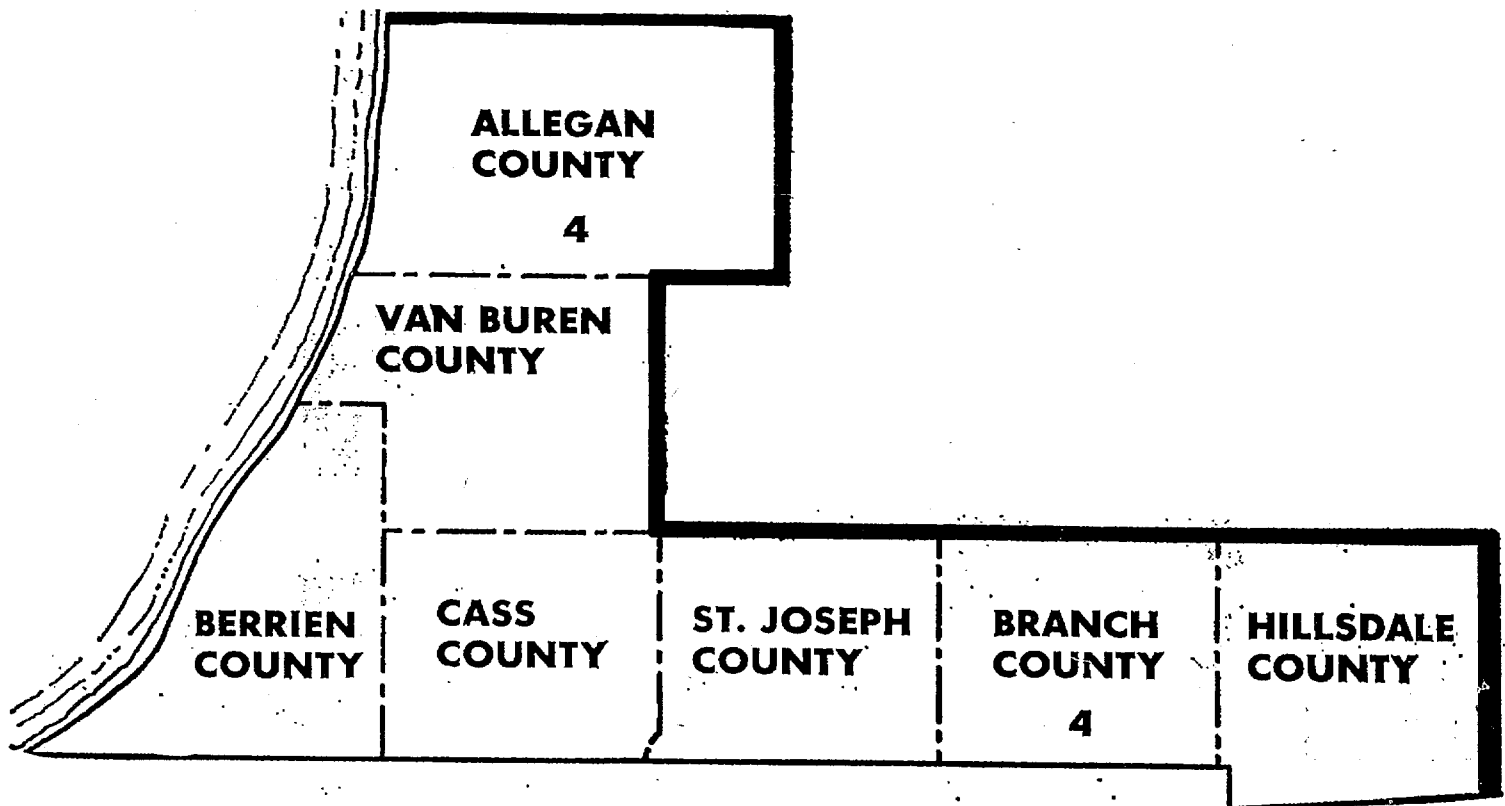 ALLEGAN
COUNTY
4
VAN BUREN
COUNTY
BERRIEN
COUNTY
CASS
COUNTY
ST. JOSEPH
COUNTY
BRANCH
COUNTY
4
HILLSDALE
COUNTY